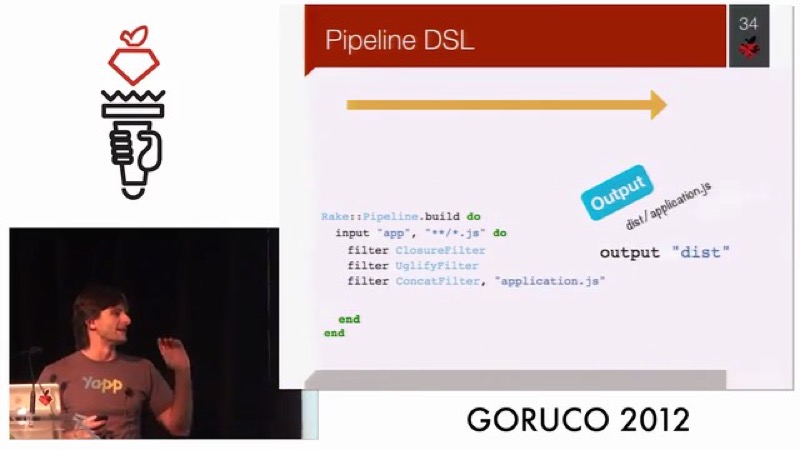 Pipeline DSL
34
Output
dist/application.js
Rake::Pipeline.build do
input "app", "**/*.js" do
filter ClosureFilter
filter UglifyFilter
filter ConcatFilter, "application.js"
output "dist"
end
end
Yapp
GORUCO 2012